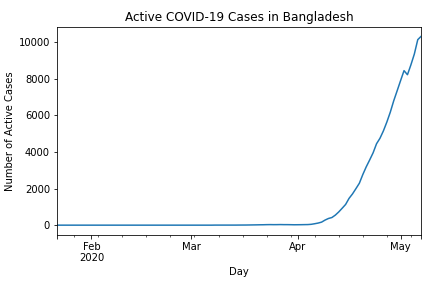 Active COVID-19 Cases in Bangladesh
Number of Active Cases
10000
8000
6000
4000
2000
0
Feb
2020
Mar
Apr
May
Day